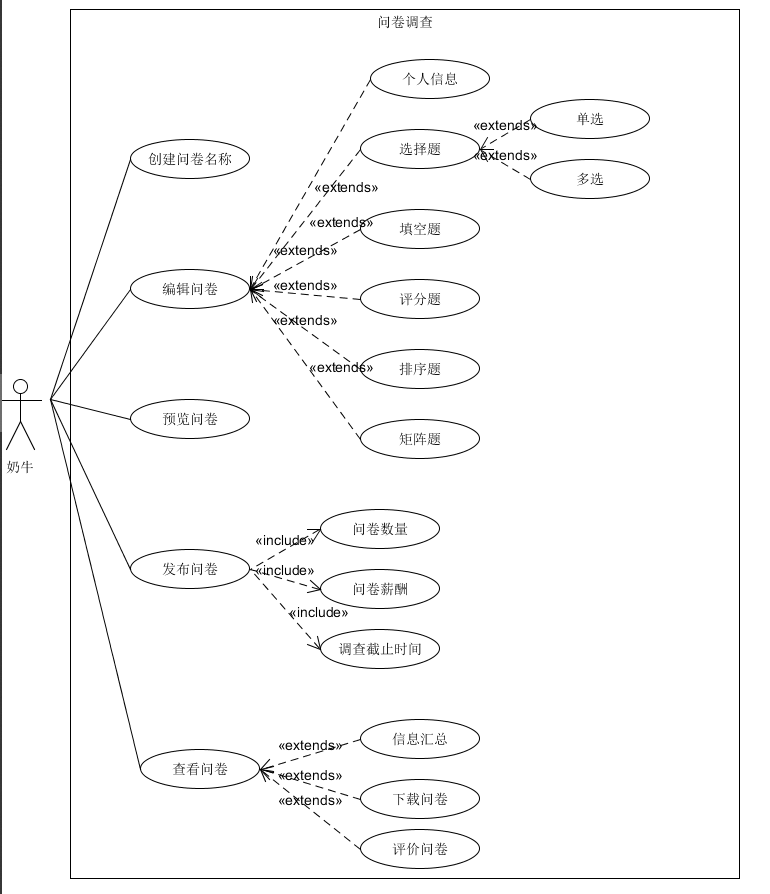 问卷调查
个人信息
«extends»
单选
创建问卷名称
选择题
«extends»
多选
«extends»
«extends»
填空题
«extends»
编辑问卷
«extends»
评分题
«extends»
«extends»
排序题
预览问卷
矩阵题
奶牛
问卷数量
«include»
发布问卷
«include»
问卷薪酬
«include»
调查截止时间
信息汇总
«extends»
查看问卷
«extends»
下载问卷
«extends»
评价问卷